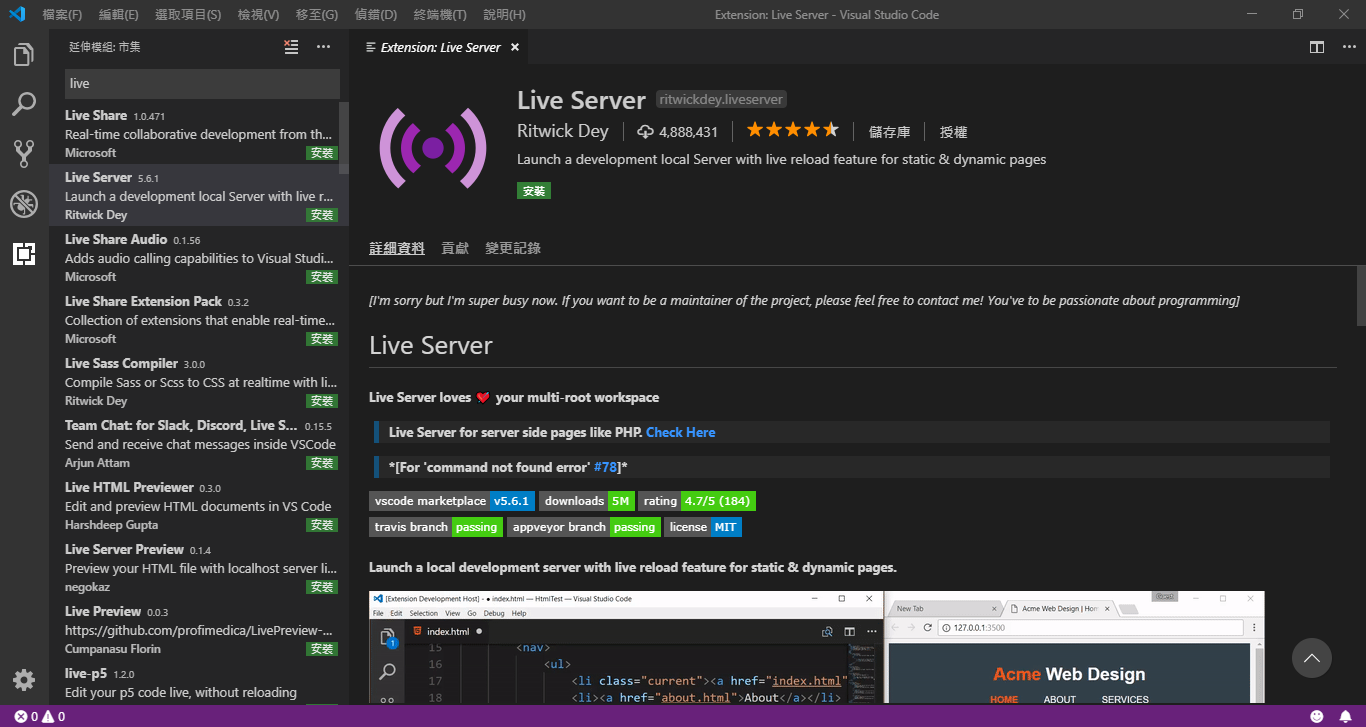 檔案(F) 編輯(E) 選取項目(S) 檢視(V) 移至(G) 偵錯(D) 終端機(T) 說明(H) Extension: Live Server - Visual Studio Code
延伸模組: 市集
live
Live Share 1.0.471
Real-time collaborative development from th...
Microsoft 安裝
Live Server 5.6.1
Launch a development local Server with live r...
Ritwick Dey 安裝
Live Share Audio 0.1.56
Adds audio calling capabilities to Visual Studi...
Microsoft 安裝
Live Share Extension Pack 0.3.2
Collection of extensions that enable real-time...
Microsoft 安裝
Live Sass Compiler 3.0.0
Compile Sass or Scss to CSS at realtime with li...
Ritwick Dey 安裝
Team Chat: for Slack, Discord, Live S... 0.15.5
Send and receive chat messages inside VSCode
Arjun Attam 安裝
Live HTML Previewer 0.3.0
Edit and preview HTML documents in VS Code
Harshdeep Gupta 安裝
Live Server Preview 0.1.4
Preview your HTML file with localhost server li...
negokaz 安裝
Live Preview 0.0.3
https://github.com/profimedica/LivePreview-...
Cumpanasu Florin 安裝
live-p5 1.2.0
Edit your p5 code live, without reloading
Extension: Live Server
Live Server ritwickdey.liveserver
Ritwick Dey 4,888,431 儲存庫 授權
Launch a development local Server with live reload feature for static & dynamic pages
安裝
詳細資料 貢獻 變更記錄
[I'm sorry but I'm super busy now. If you want to be a maintainer of the project, please feel free to contact me! You've to be passionate about programming]
Live Server
Live Server loves ❤ your multi-root workspace
Live Server for server side pages like PHP. Check Here
*[For 'command not found error' #78]*
vscode marketplace v5.6.1 downloads 5M rating 4.7/5 (184)
travis branch passing appveyor branch passing license MIT
Launch a local development server with live reload feature for static & dynamic pages.
[Extension Development Host] - ● index.html — HtmlTest — Visual Studio Code
File Edit Selection View Go Debug Help
1
index.html
15 <nav>
16 <ul>
17 <li class="current"><a href="index.html"
18 <li><a href="about.html">About</a></li>
New Tab Acme Web Design | Hom
127.0.0.1:3500
Acme Web Design
HOME ABOUT SERVICES
0 0